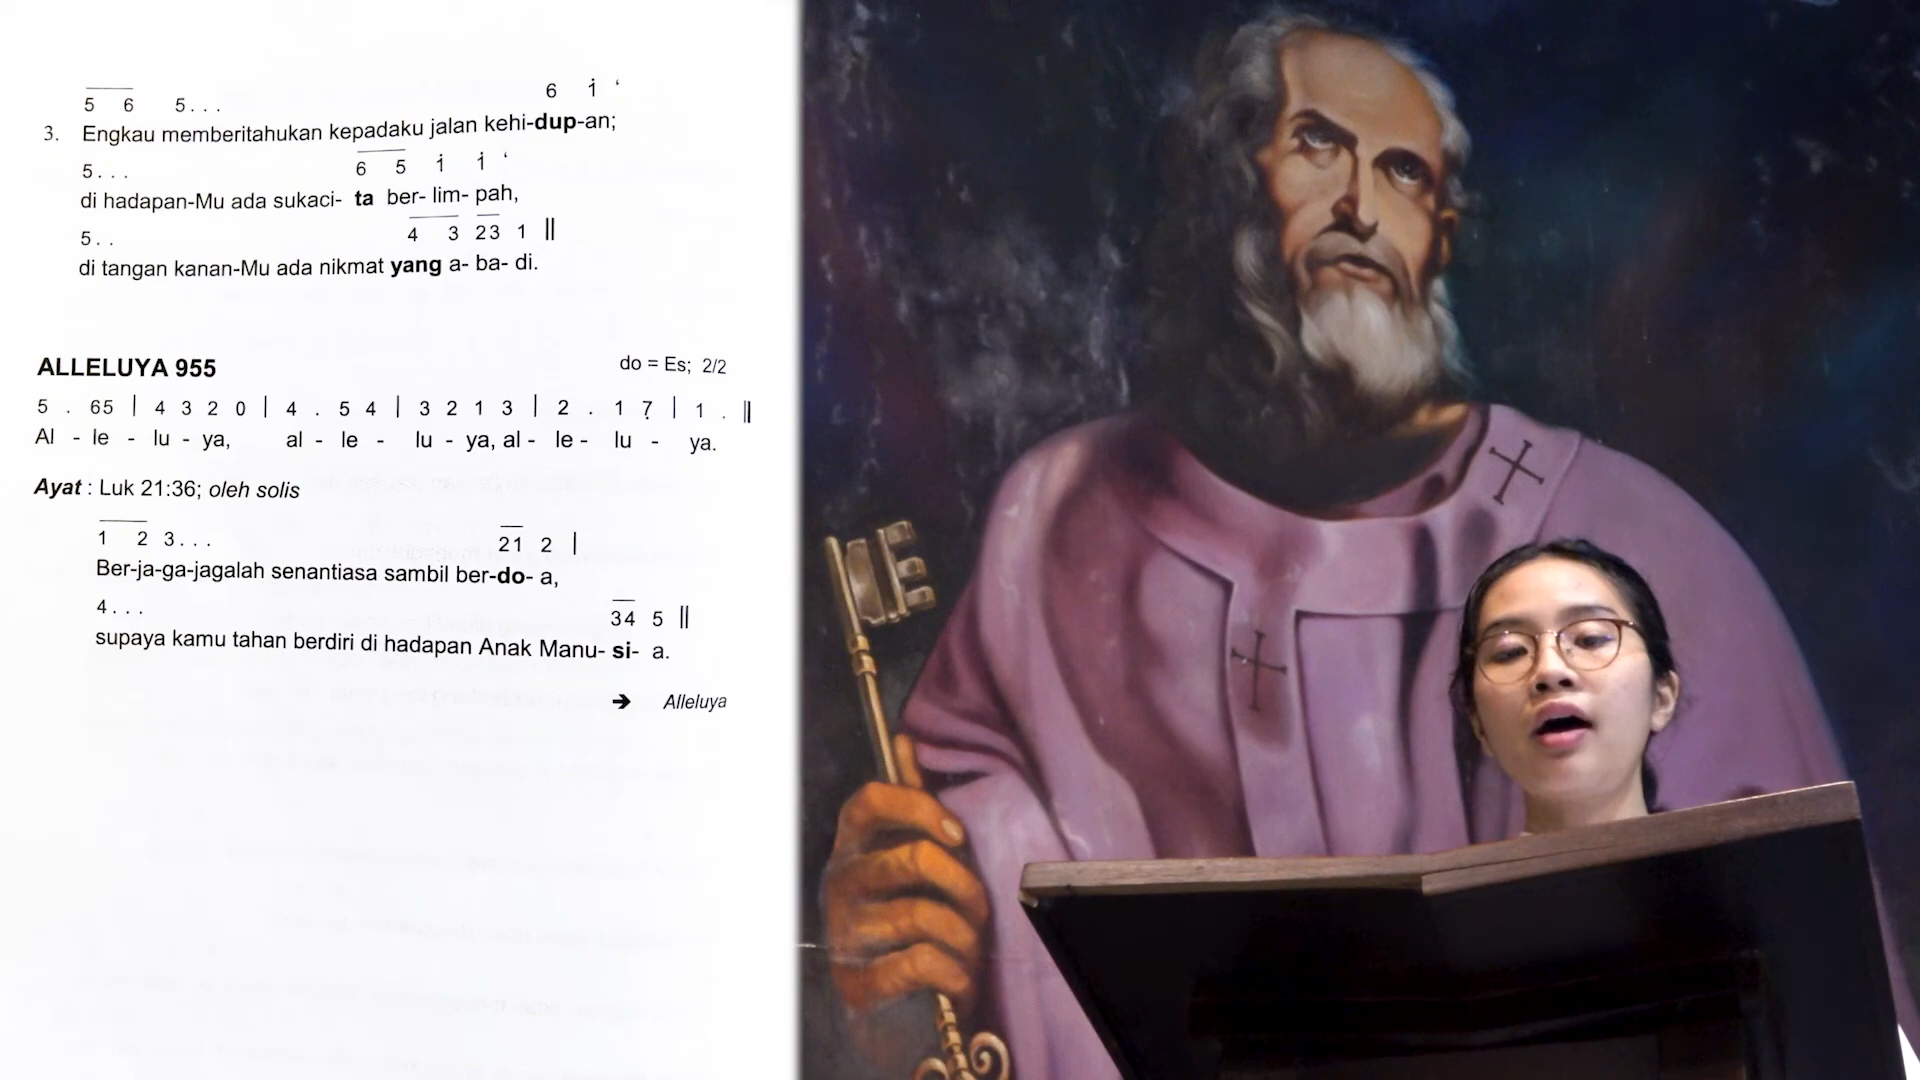 6 i '
5 6 5...
3. Engkau memberitahukan kepadaku jalan kehi-dup-an;
5... 6 5 i i '
di hadapan-Mu ada sukaci- ta ber- lim- pah,
5.. 4 3 23 1 ||
di tangan kanan-Mu ada nikmat yang a- ba- di.
ALLELUYA 955 do = Es; 2/2
5 . 65 | 4 3 2 0 | 4 . 5 4 | 3 2 1 3 | 2 . 1 7̣ | 1 . ||
Al - le - lu - ya, al - le - lu - ya, al - le - lu - ya.
Ayat : Luk 21:36; oleh solis
1 2 3... 21 2 |
Ber-ja-ga-jagalah senantiasa sambil ber-do- a,
4... 34 5 ||
supaya kamu tahan berdiri di hadapan Anak Manu- si- a.
➔ Alleluya